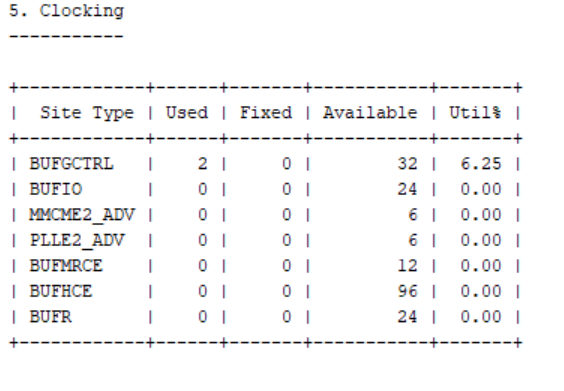 5. Clocking
-----------
+------------+------+-------+-----------+-------+
|  Site Type | Used | Fixed | Available | Util% |
+------------+------+-------+-----------+-------+
| BUFGCTRL   |    2 |     0 |        32 |  6.25 |
| BUFIO      |    0 |     0 |        24 |  0.00 |
| MMCME2_ADV |    0 |     0 |         6 |  0.00 |
| PLLE2_ADV  |    0 |     0 |         6 |  0.00 |
| BUFMRCE    |    0 |     0 |        12 |  0.00 |
| BUFHCE     |    0 |     0 |        96 |  0.00 |
| BUFR       |    0 |     0 |        24 |  0.00 |
+------------+------+-------+-----------+-------+